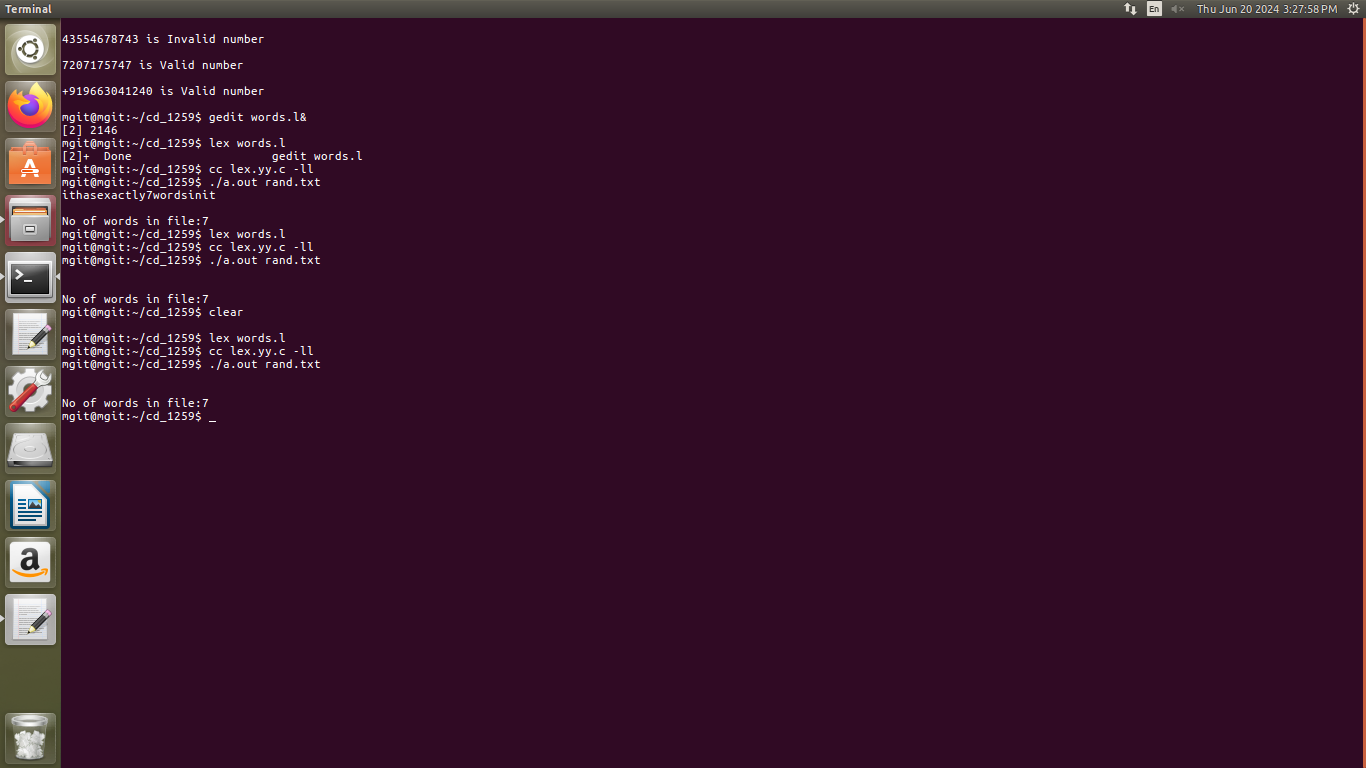 Terminal
En
Thu Jun 20 2024 3:27:58 PM
43554678743 is Invalid number
7207175747 is Valid number
+919663041240 is Valid number
mgit@mgit:~/cd_1259$ gedit words.l&
[2] 2146
mgit@mgit:~/cd_1259$ lex words.l
[2]+  Done                    gedit words.l
mgit@mgit:~/cd_1259$ cc lex.yy.c -ll
mgit@mgit:~/cd_1259$ ./a.out rand.txt
ithasexactly7wordsinit
No of words in file:7
mgit@mgit:~/cd_1259$ lex words.l
mgit@mgit:~/cd_1259$ cc lex.yy.c -ll
mgit@mgit:~/cd_1259$ ./a.out rand.txt
No of words in file:7
mgit@mgit:~/cd_1259$ clear
mgit@mgit:~/cd_1259$ lex words.l
mgit@mgit:~/cd_1259$ cc lex.yy.c -ll
mgit@mgit:~/cd_1259$ ./a.out rand.txt
No of words in file:7
mgit@mgit:~/cd_1259$ _